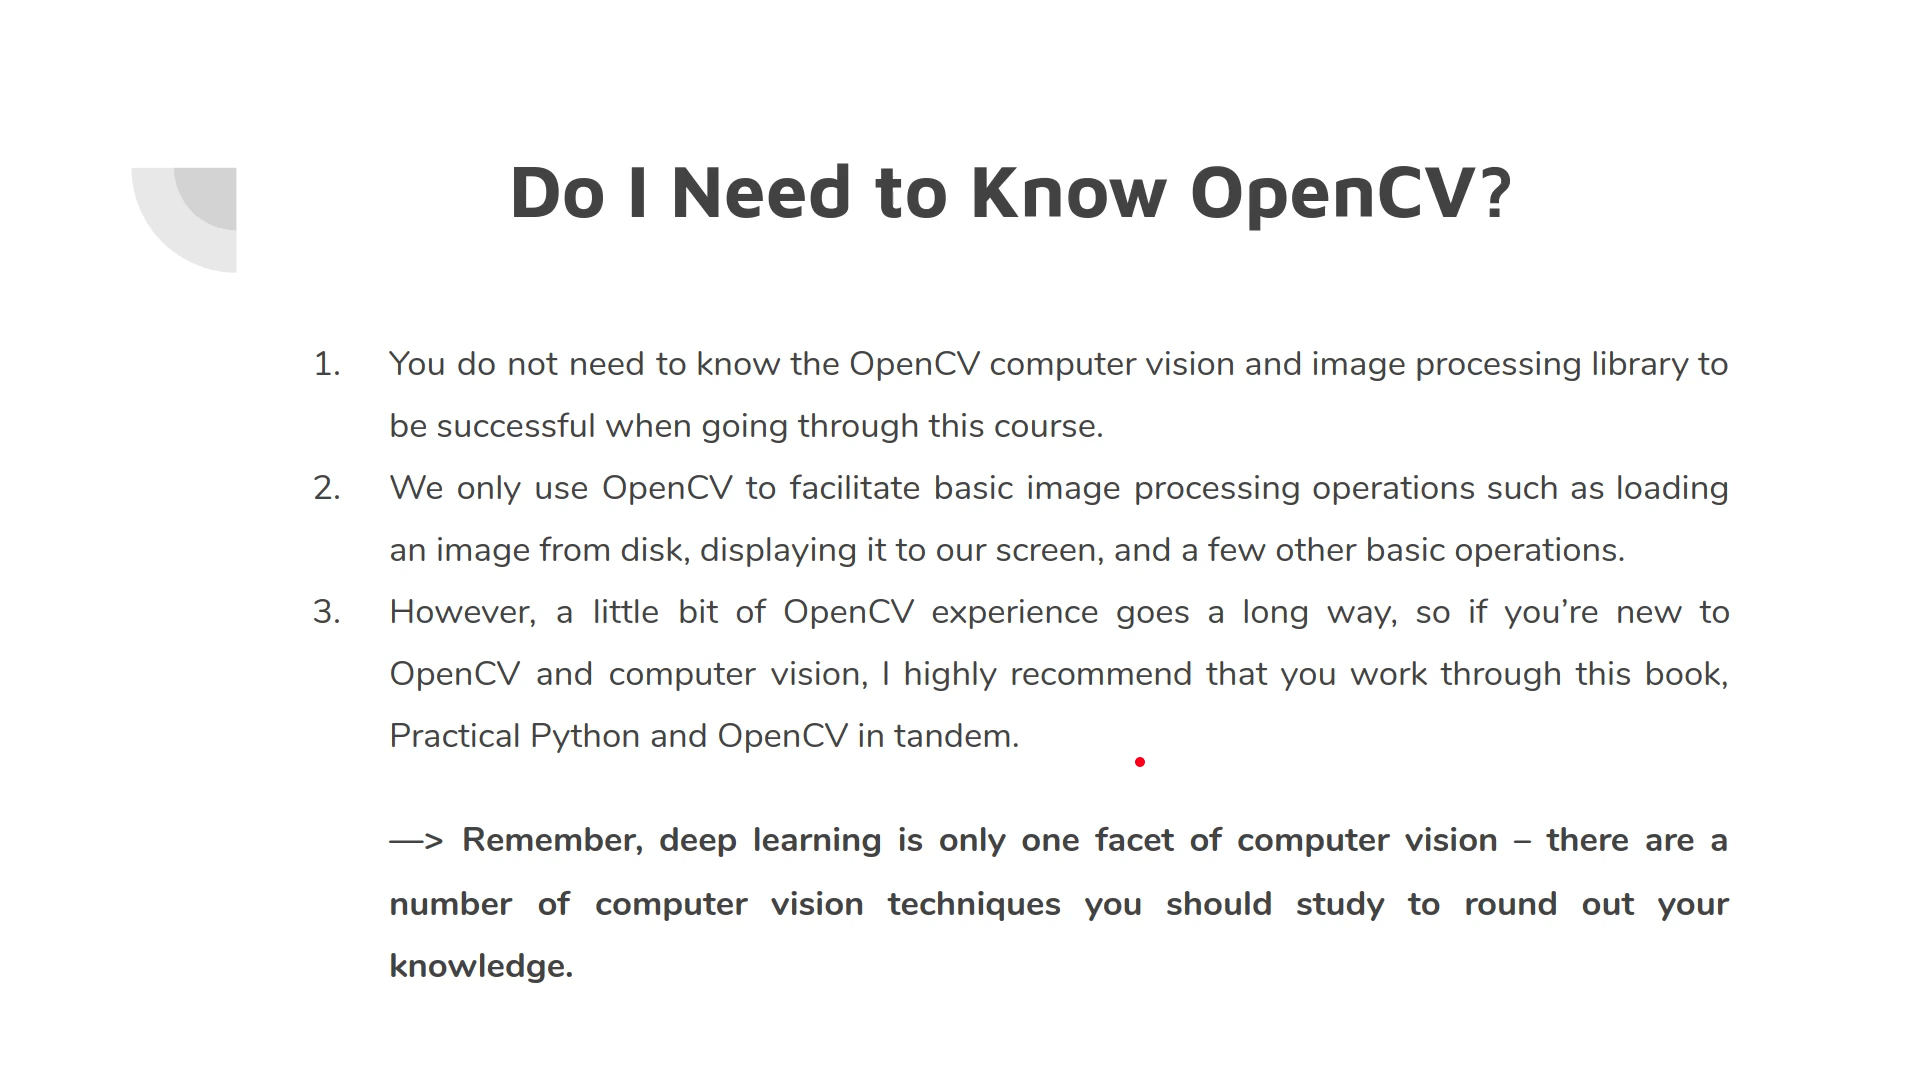 Do I Need to Know OpenCV?
1. You do not need to know the OpenCV computer vision and image processing library to
be successful when going through this course.
2. We only use OpenCV to facilitate basic image processing operations such as loading
an image from disk, displaying it to our screen, and a few other basic operations.
3. However, a little bit of OpenCV experience goes a long way, so if you’re new to
OpenCV and computer vision, I highly recommend that you work through this book,
Practical Python and OpenCV in tandem.
—> Remember, deep learning is only one facet of computer vision – there are a
number of computer vision techniques you should study to round out your
knowledge.